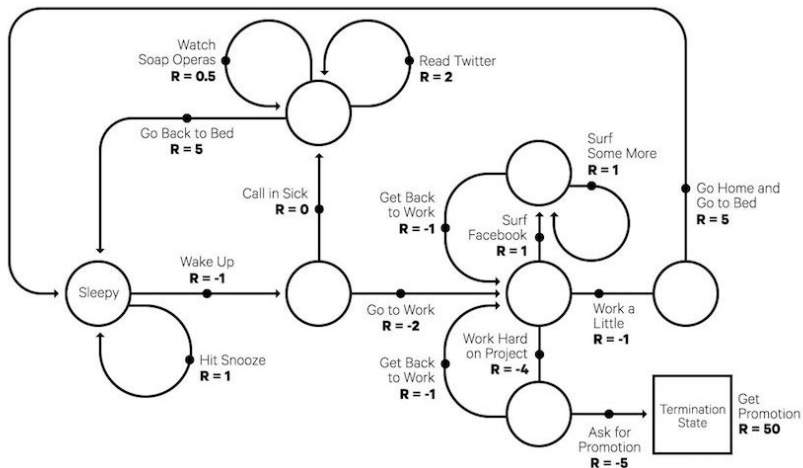 Watch
Soap Operas
R = 0.5
Read Twitter
R = 2
Go Back to Bed
R = 5
Surf
Some More
R = 1
Call in Sick
R = 0
Get Back
to Work
R = -1
Surf
Facebook
R = 1
Go Home and
Go to Bed
R = 5
Sleepy
Wake Up
R = -1
Go to Work
R = -2
Work a
Little
R = -1
Hit Snooze
R = 1
Get Back
to Work
R = -1
Work Hard
on Project
R = -4
Termination
State
Get
Promotion
R = 50
Ask for
Promotion
R = -5